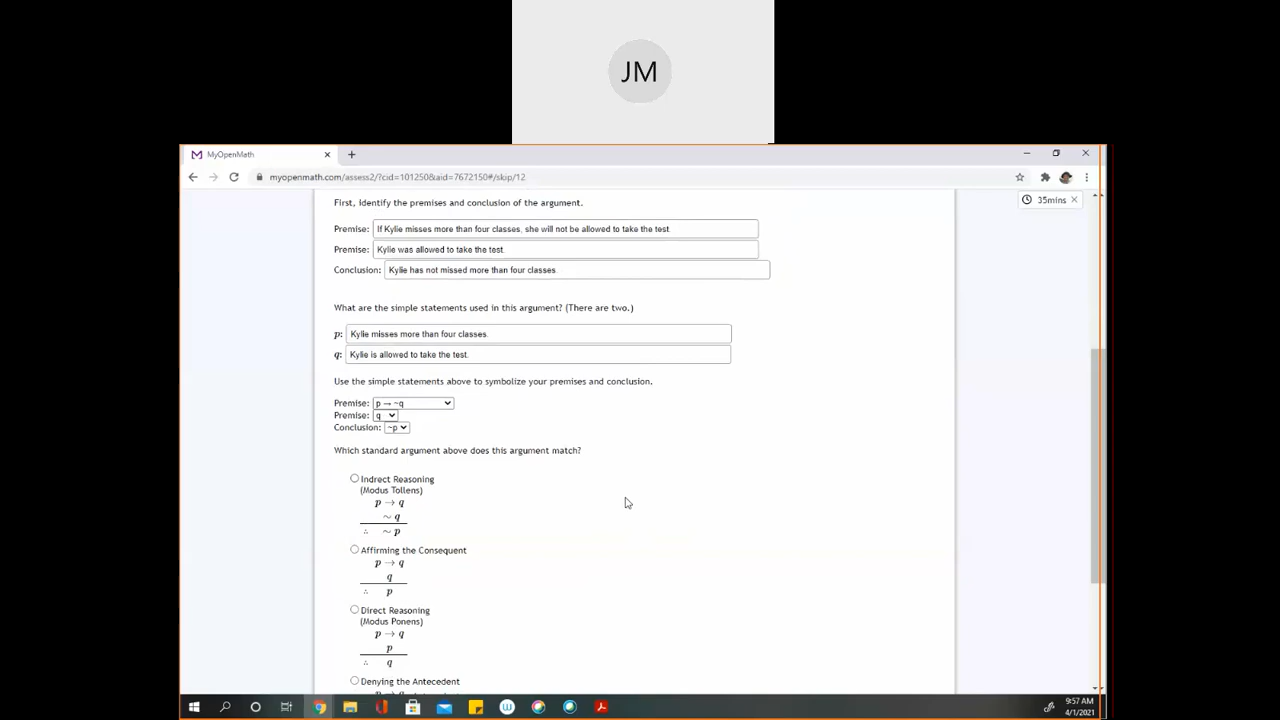 JM
MyOpenMath
myopenmath.com/assess2/?cid=101250&aid=7672150#/skip/12
35mins
First, identify the premises and conclusion of the argument.
Premise: If Kylie misses more than four classes, she will not be allowed to take the test.
Premise: Kylie was allowed to take the test.
Conclusion: Kylie has not missed more than four classes
What are the simple statements used in this argument? (There are two.)
p: Kylie misses more than four classes.
q: Kylie is allowed to take the test.
Use the simple statements above to symbolize your premises and conclusion.
Premise: p → ~q
Premise: q
Conclusion: ~p
Which standard argument above does this argument match?
Indrect Reasoning
(Modus Tollens)
p → q
~ q
∴ ~ p
Affirming the Consequent
p → q
q
∴ p
Direct Reasoning
(Modus Ponens)
p → q
p
∴ q
Denying the Antecedent
9:57 AM
4/1/2021